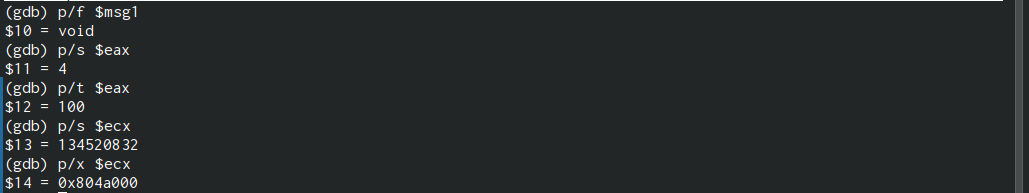 (gdb) p/f $msg1
$10 = void
(gdb) p/s $eax
$11 = 4
(gdb) p/t $eax
$12 = 100
(gdb) p/s $ecx
$13 = 134520832
(gdb) p/x $ecx
$14 = 0x804a000